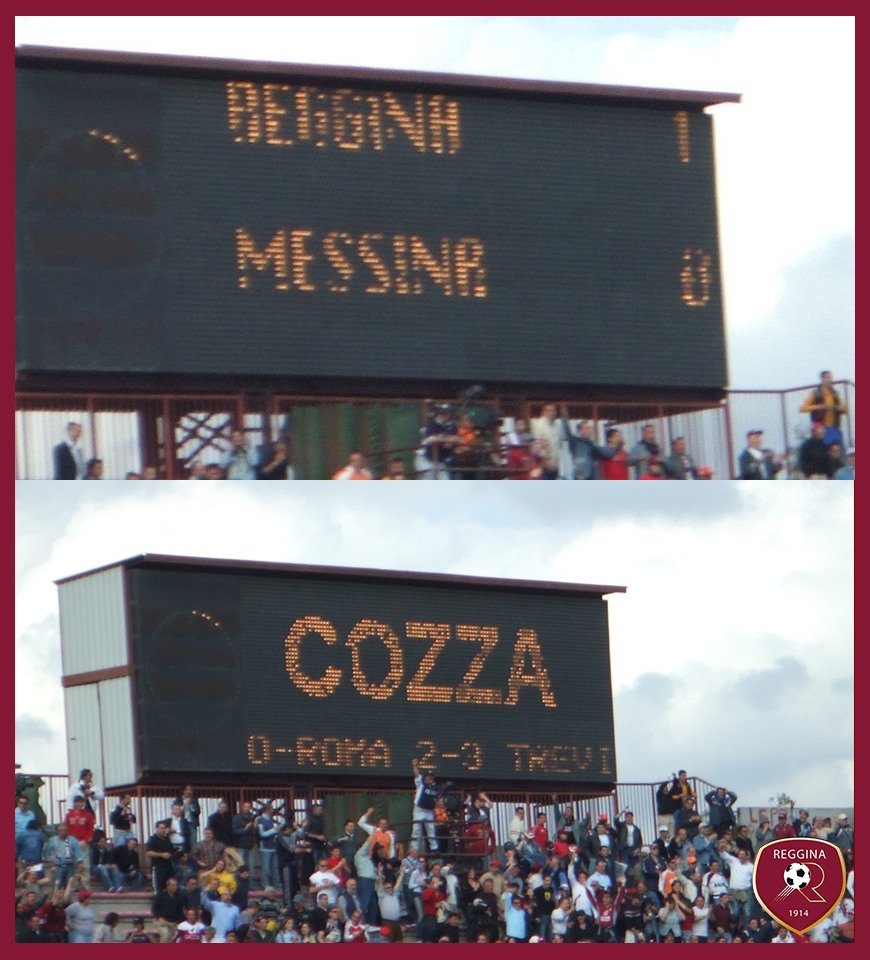 REGGINA 1
MESSINA 0
COZZA
0-ROMA 2-3 TREVI
REGGINA
1914